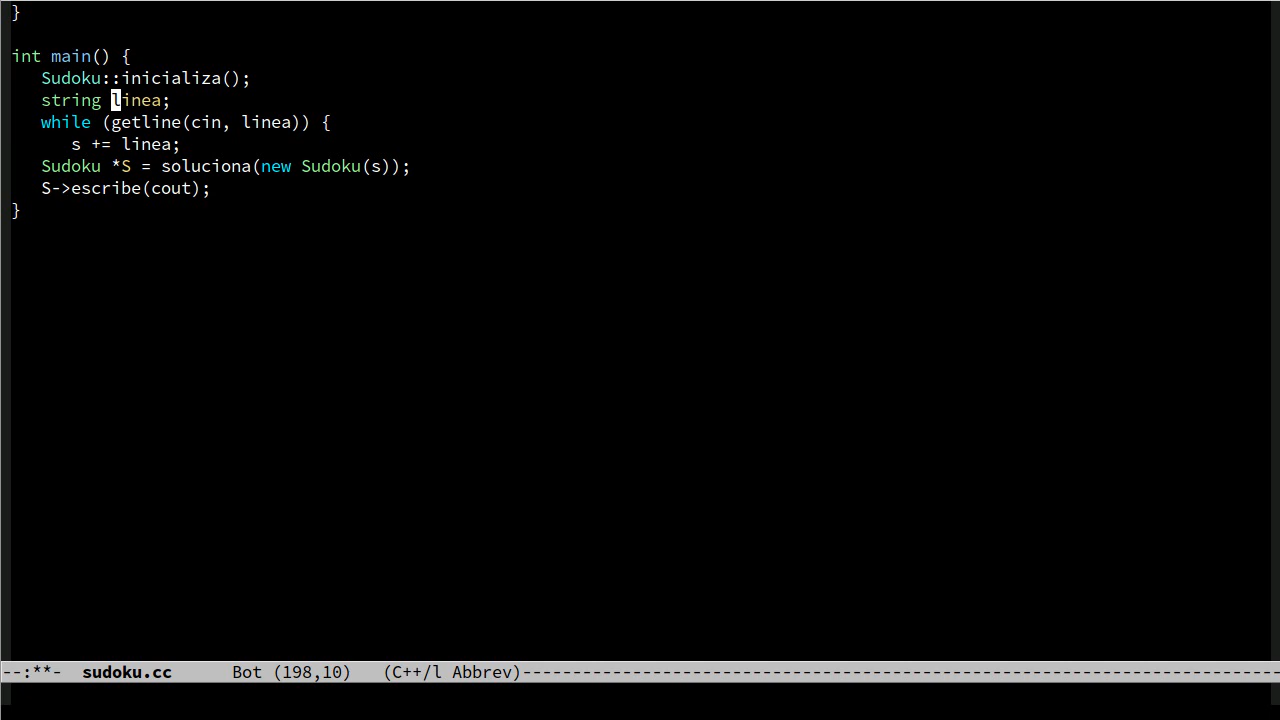 }

int main() {
   Sudoku::inicializa();
   string linea;
   while (getline(cin, linea)) {
      s += linea;
   Sudoku *S = soluciona(new Sudoku(s));
   S->escribe(cout);
}
--:**-  sudoku.cc      Bot (198,10)   (C++/l Abbrev)----------------------------------------------------------------------------